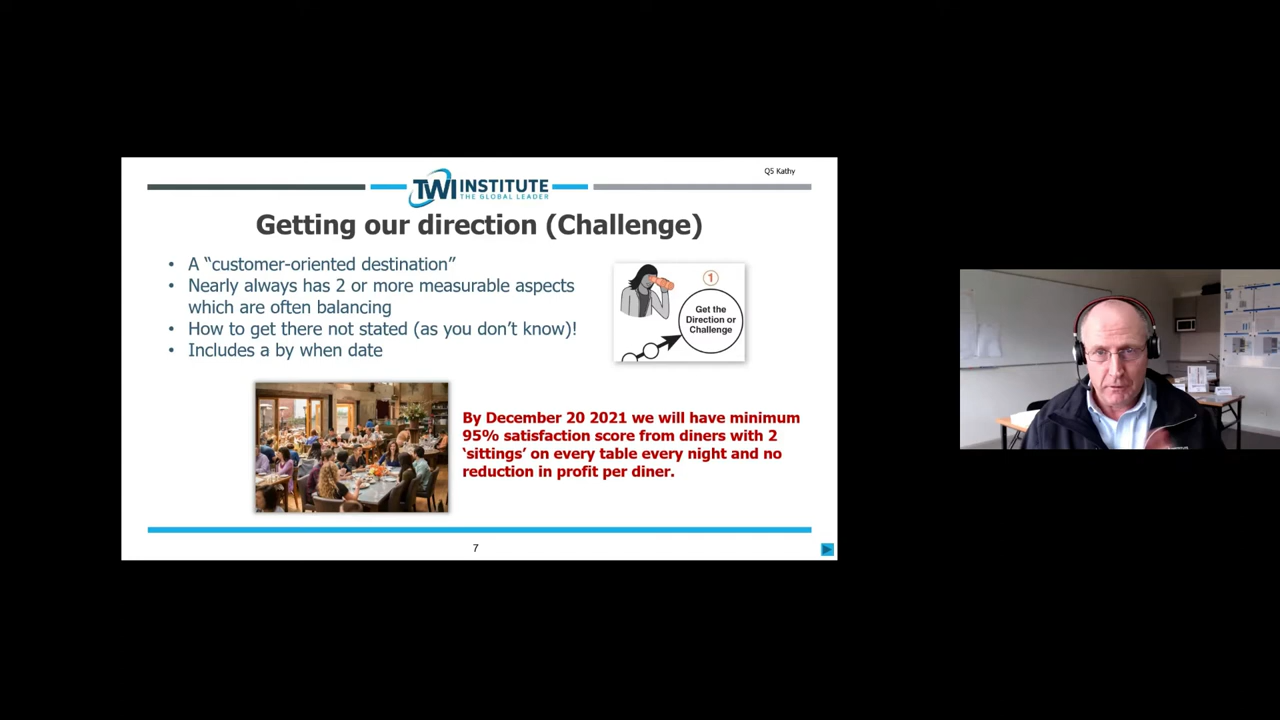 Q5 Kathy
TWI INSTITUTE
THE GLOBAL LEADER
Getting our direction (Challenge)
• A “customer-oriented destination”
• Nearly always has 2 or more measurable aspects
which are often balancing
• How to get there not stated (as you don’t know)!
• Includes a by when date
1
Get the
Direction or
Challenge
By December 20 2021 we will have minimum
95% satisfaction score from diners with 2
‘sittings’ on every table every night and no
reduction in profit per diner.
7